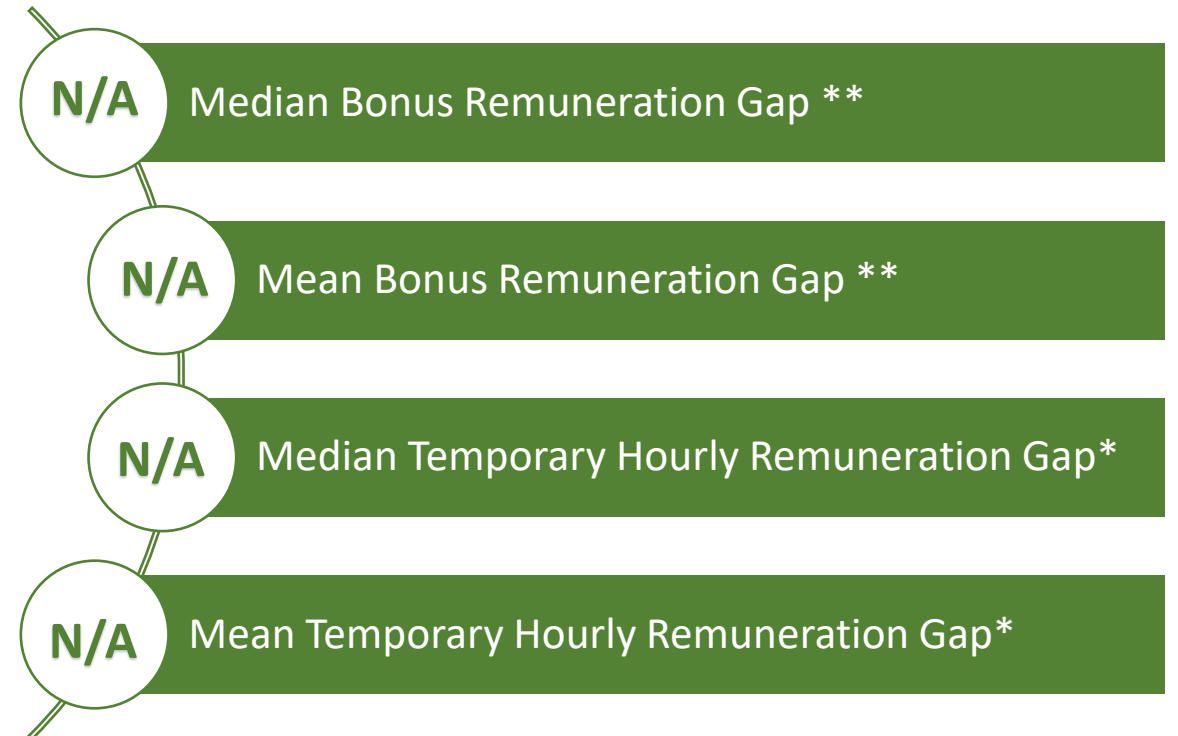 N/A Median Bonus Remuneration Gap **
N/A Mean Bonus Remuneration Gap **
N/A Median Temporary Hourly Remuneration Gap*
N/A Mean Temporary Hourly Remuneration Gap*